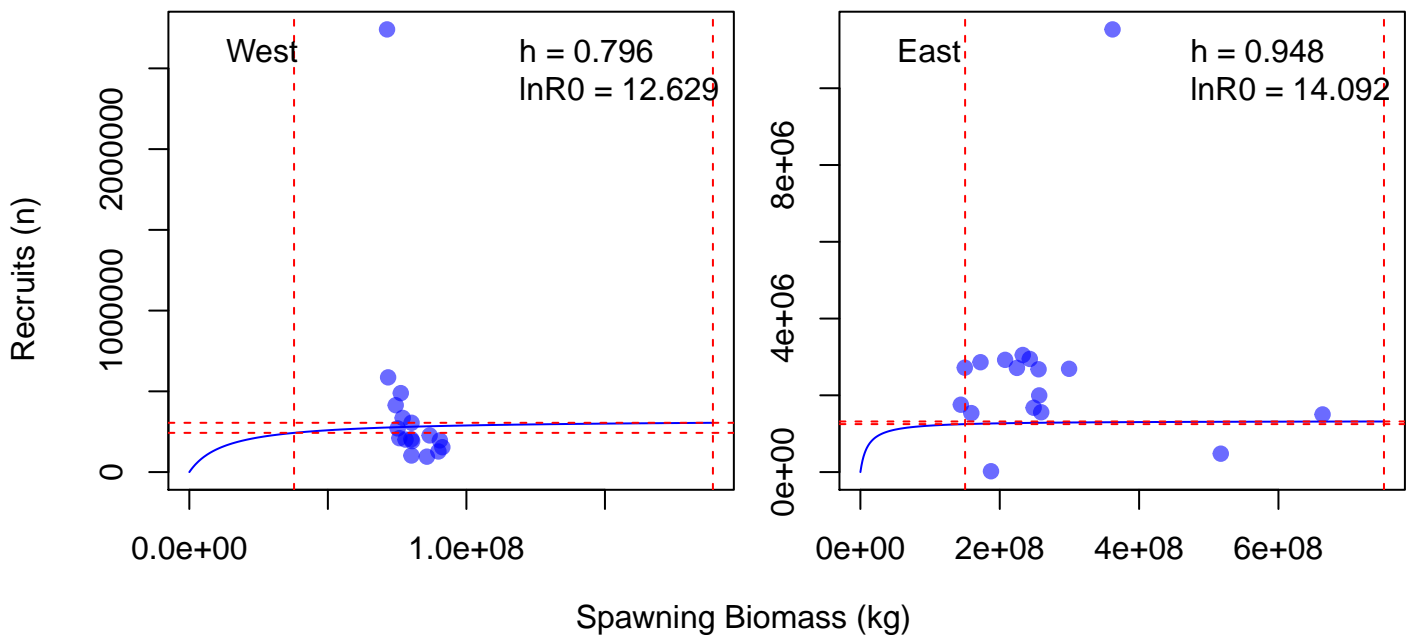 West
h = 0.796
lnR0 = 12.629
East
h = 0.948
lnR0 = 14.092
Recruits (n)
2000000
1000000
0
0.0e+00
1.0e+08
8e+06
4e+06
0e+00
0e+00
2e+08
4e+08
6e+08
Spawning Biomass (kg)